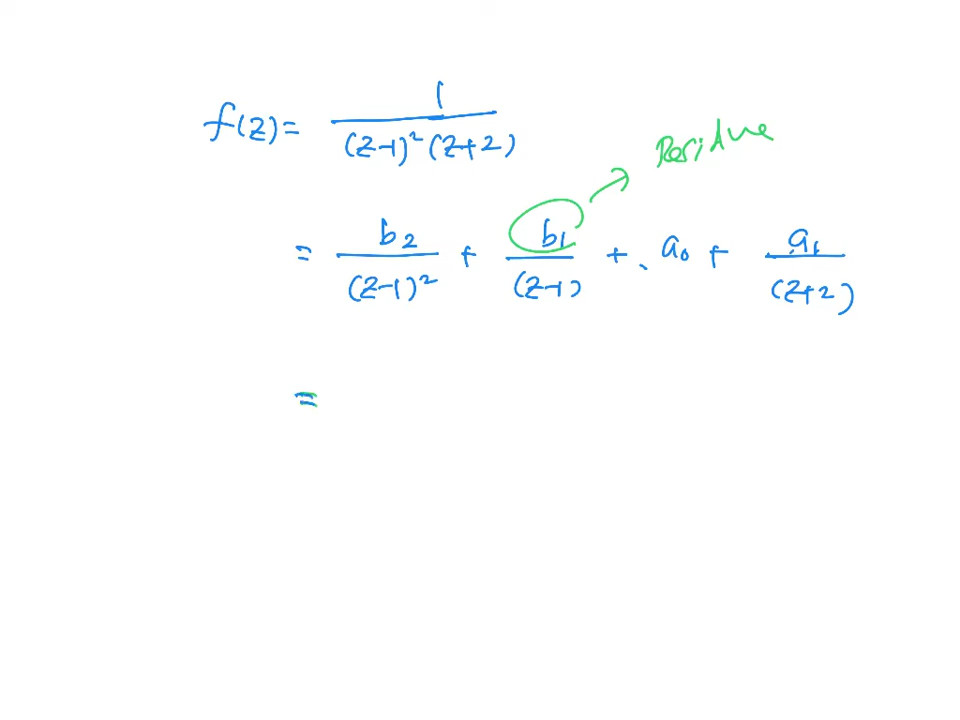 f(z) = 1 / (z-1)² (z+2)
Residue
= b₂ / (z-1)² + b₁ / (z-1) + . a₀ + a₁ / (z+2)
=